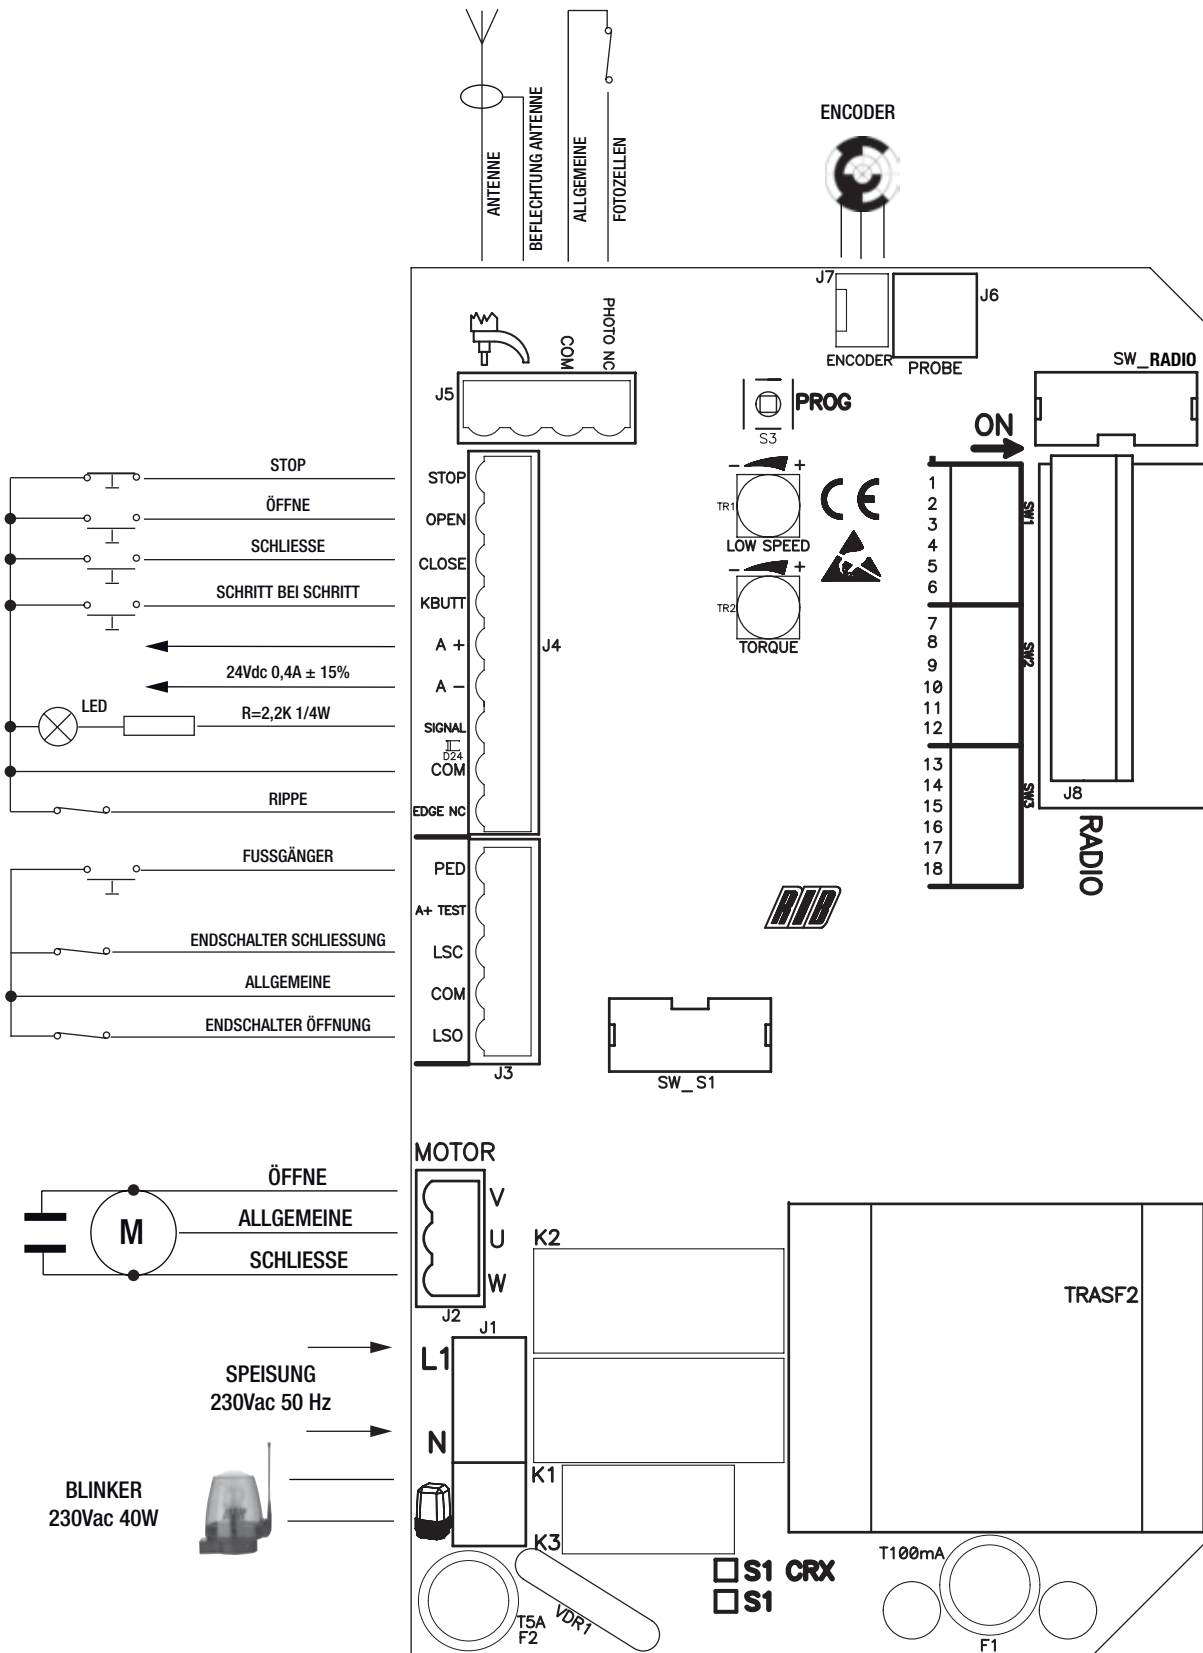 ENCODER
ANTENNE
BEFLECHTUNG ANTENNE
ALLGEMEINE
FOTOZELLEN
J7
J6
ENCODER
PROBE
COM
PHOTO NC
J5
PROG
S3
SW_RADIO
ON
STOP
ÖFFNE
SCHLIESSE
SCHRITT BEI SCHRITT
24Vdc 0,4A ± 15%
LED
R=2,2K 1/4W
RIPPE
STOP
OPEN
CLOSE
KBUTT
A +
A -
SIGNAL
D24
COM
EDGE NC
J4
- +
TR1
LOW SPEED
- +
TR2
TORQUE
CE
1
2
3
4
5
6
SW1
7
8
9
10
11
12
SW2
13
14
15
16
17
18
SW3
J8
RADIO
FUSSGÄNGER
ENDSCHALTER SCHLIESSUNG
ALLGEMEINE
ENDSCHALTER ÖFFNUNG
PED
A+ TEST
LSC
COM
LSO
J3
RIB
SW_S1
MOTOR
ÖFFNE
ALLGEMEINE
SCHLIESSE
M
V
U
W
J2
K2
TRASF2
J1
L1
SPEISUNG
230Vac 50 Hz
N
BLINKER
230Vac 40W
K1
K3
S1 CRX
S1
T5A
F2
VDR1
T100mA
F1